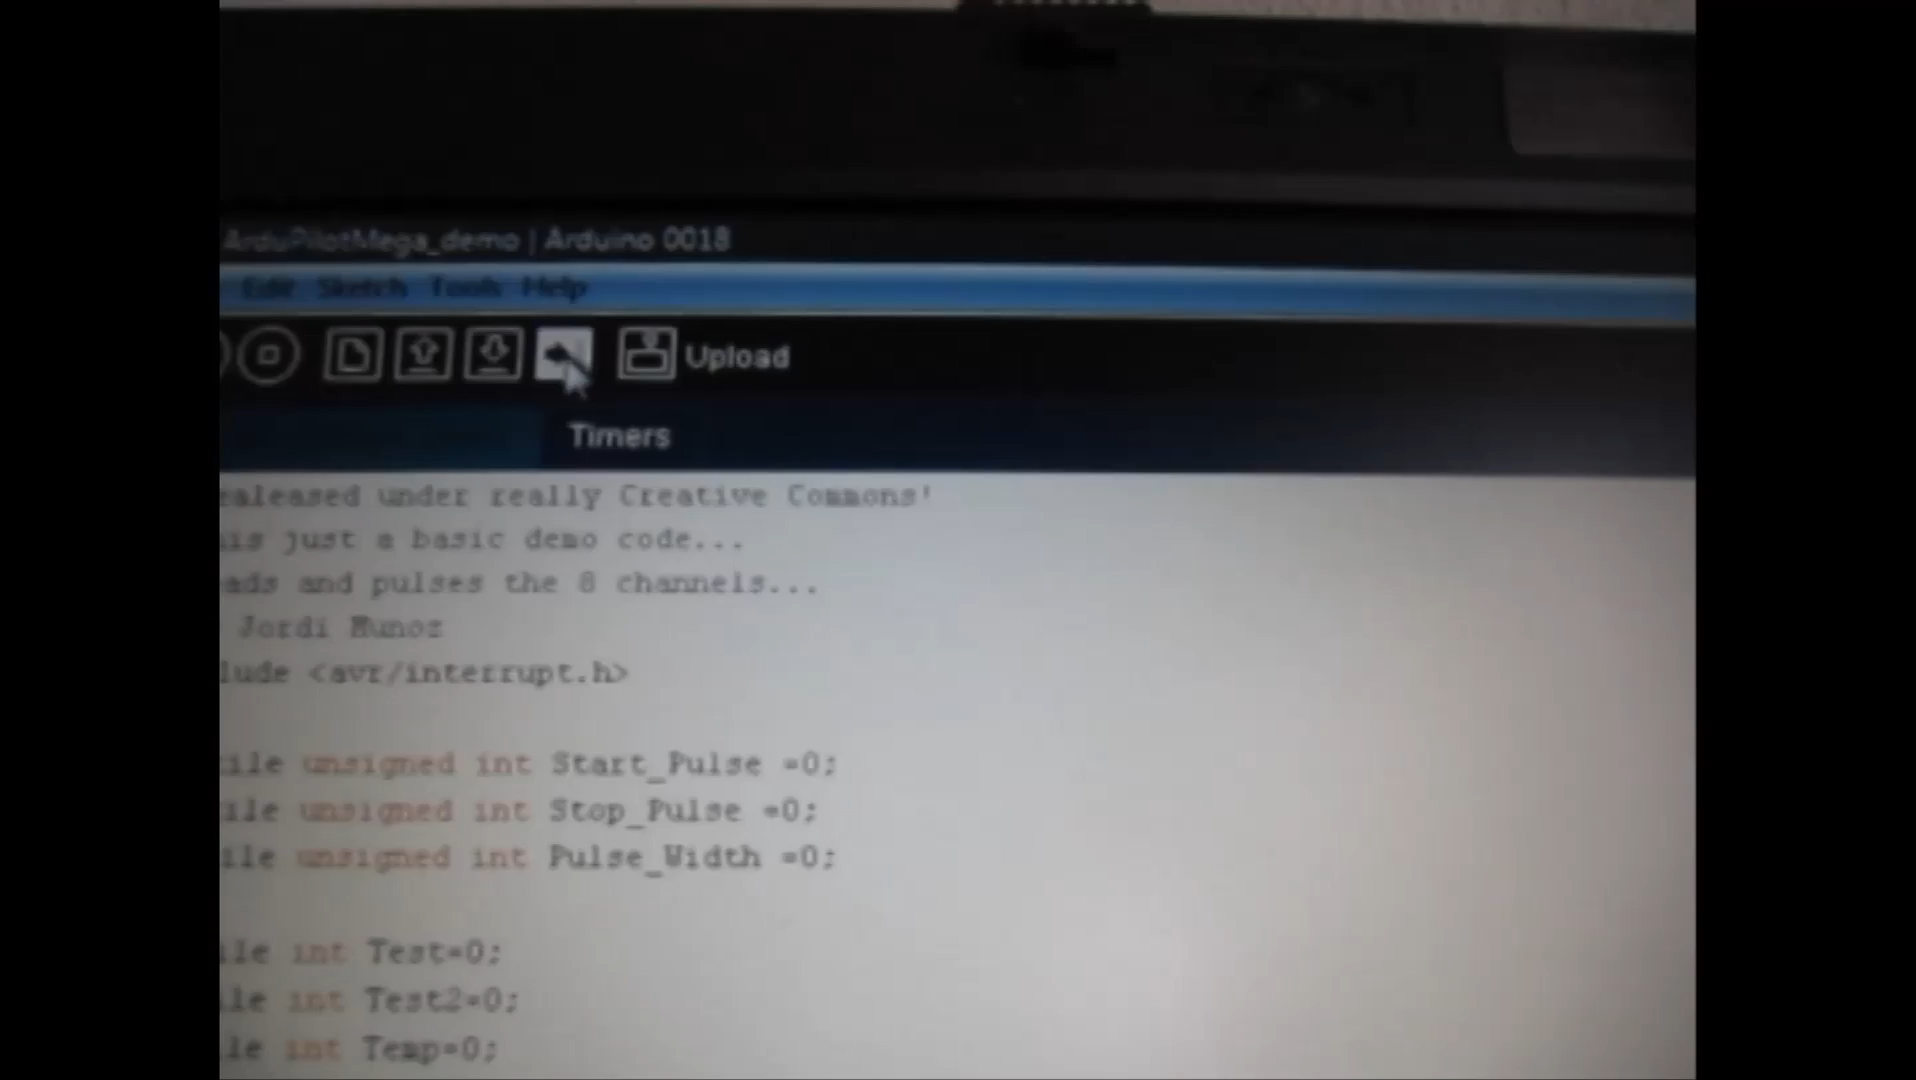 ArduPilotMega_demo | Arduino 0018
Edit Sketch Tools Help
Upload
Timers
ealeased under really Creative Commons!
is just a basic demo code...
ads and pulses the 8 channels...
Jordi Munoz
lude <avr/interrupt.h>
ile unsigned int Start_Pulse =0;
ile unsigned int Stop_Pulse =0;
ile unsigned int Pulse_Width =0;
ile int Test=0;
le int Test2=0;
le int Temp=0;